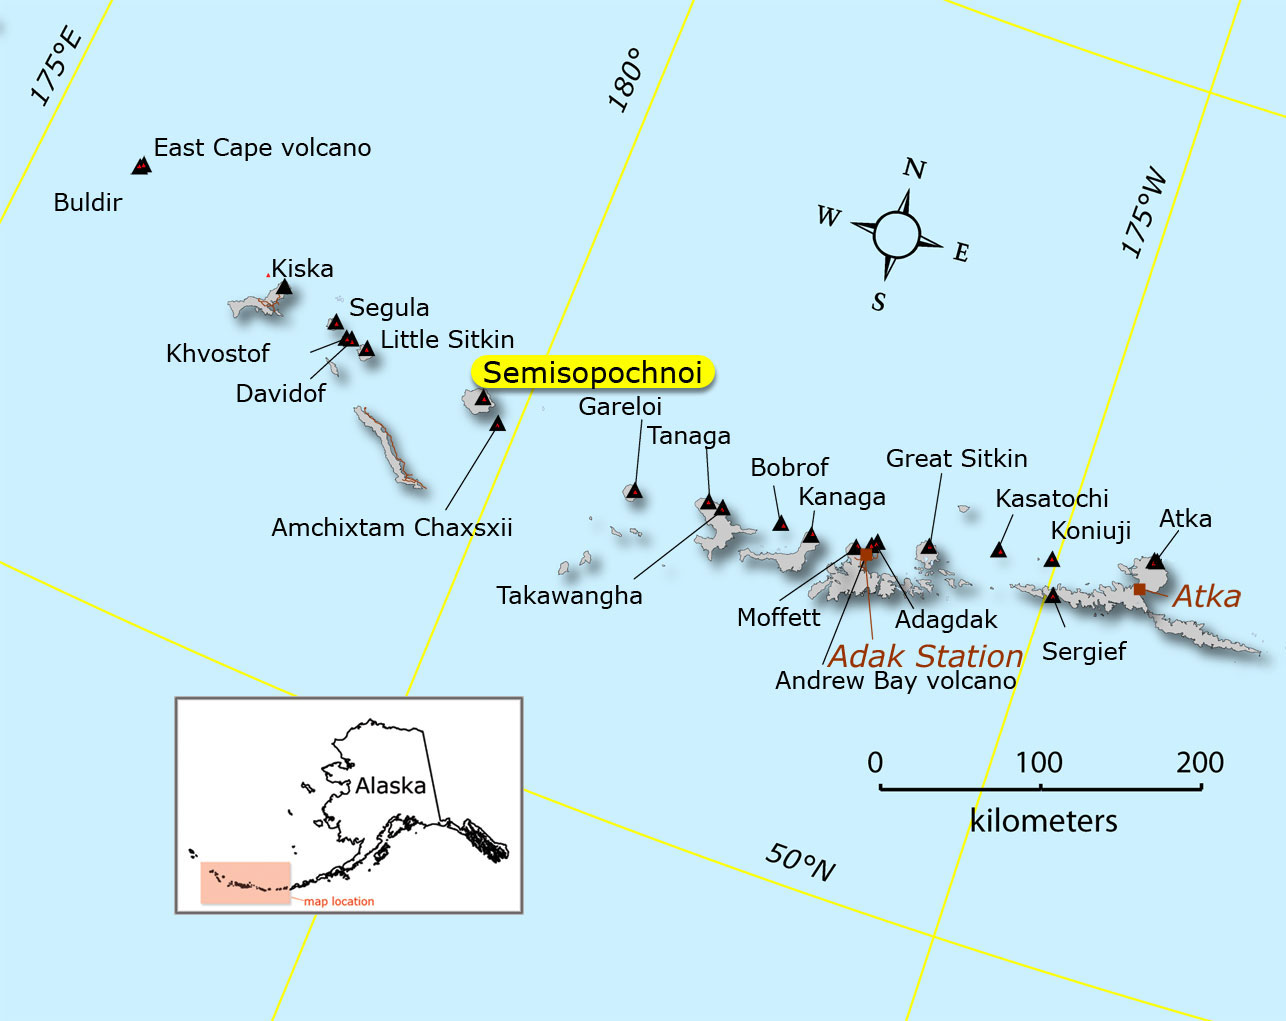 175°E
180°
175°W
East Cape volcano
Buldir
N
W
E
S
Kiska
Segula
Khvostof
Little Sitkin
Davidof
Semisopochnoi
Gareloi
Tanaga
Bobrof
Great Sitkin
Kanaga
Kasatochi
Koniuji
Atka
Amchixtam Chaxsxii
Takawangha
Moffett
Adagdak
Atka
Adak Station
Sergief
Andrew Bay volcano
0 100 200
kilometers
Alaska
map location
50°N